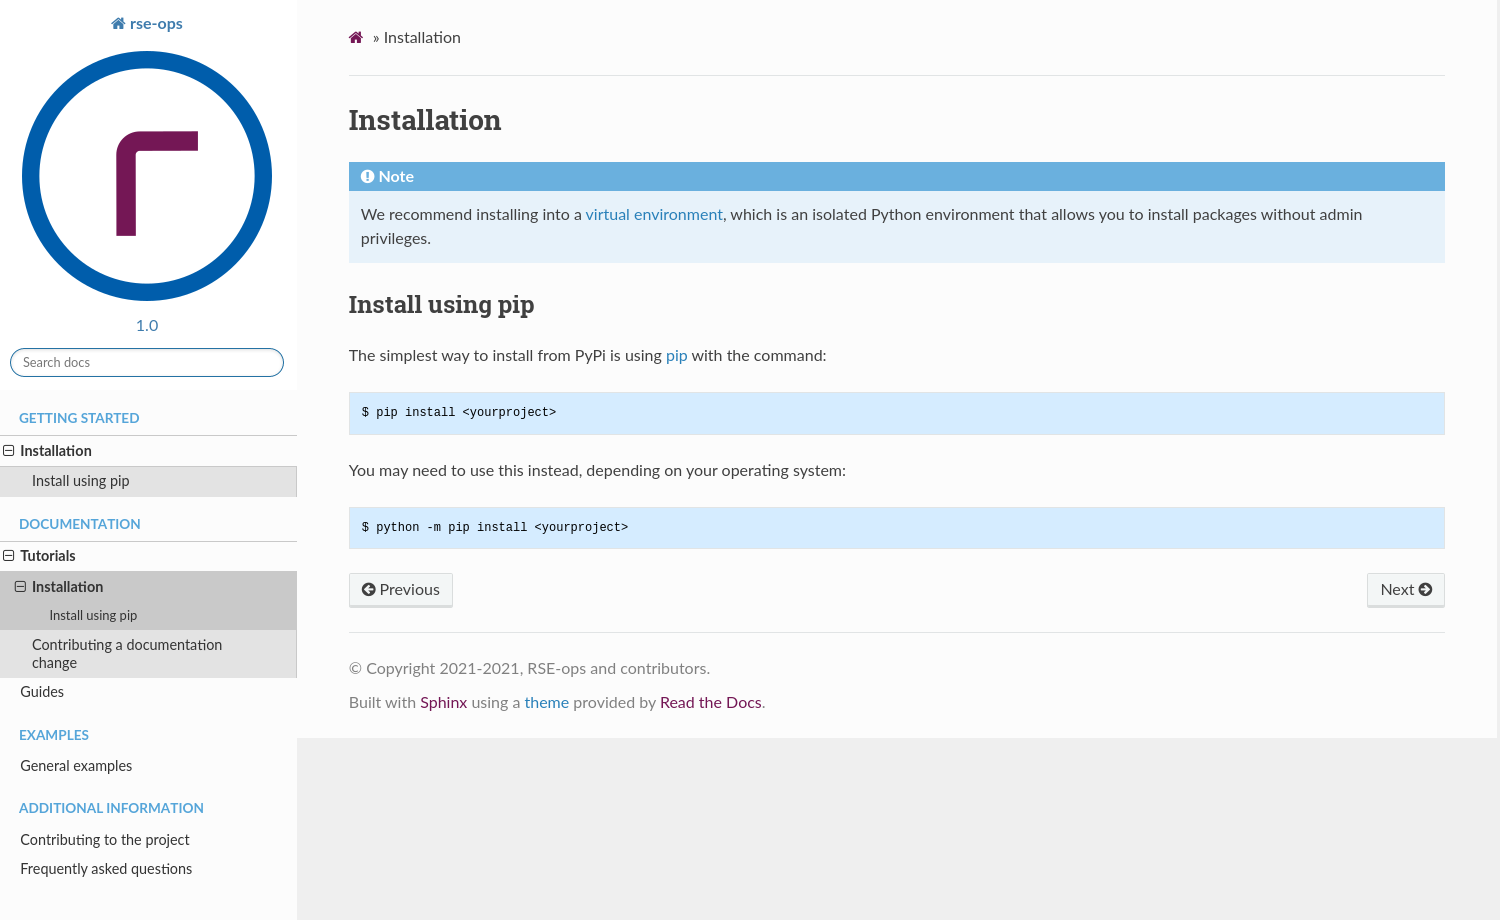 rse-ops
r
1.0
Search docs
GETTING STARTED
Installation
Install using pip
DOCUMENTATION
Tutorials
Installation
Install using pip
Contributing a documentation
change
Guides
EXAMPLES
General examples
ADDITIONAL INFORMATION
Contributing to the project
Frequently asked questions
» Installation
Installation
Note
We recommend installing into a virtual environment, which is an isolated Python environment that allows you to install packages without admin
privileges.
Install using pip
The simplest way to install from PyPi is using pip with the command:
$ pip install <yourproject>
You may need to use this instead, depending on your operating system:
$ python -m pip install <yourproject>
Previous
Next
© Copyright 2021-2021, RSE-ops and contributors.
Built with Sphinx using a theme provided by Read the Docs.